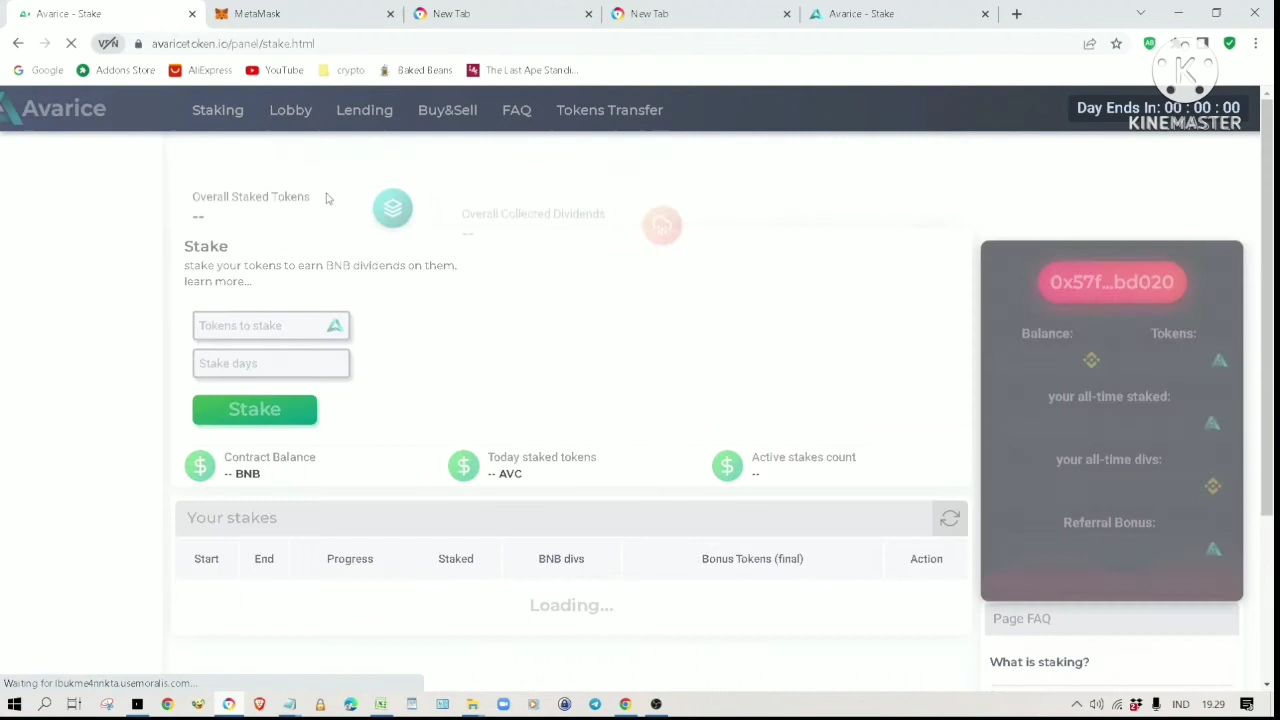 Avarice - Stake
MetaMask
New Tab
New Tab
Avarice - Stake
VPN
avaricetoken.io/panel/stake.html
Google
Addons Store
AliExpress
YouTube
crypto
Baked Beans
The Last Ape Standi...
K
KINEMASTER
Avarice
Staking
Lobby
Lending
Buy&Sell
FAQ
Tokens Transfer
Day Ends In: 00 : 00 : 00
Overall Staked Tokens
--
Overall Collected Dividends
--
Stake
stake your tokens to earn BNB dividends on them.
learn more...
Tokens to stake
Stake days
Stake
Contract Balance
-- BNB
Today staked tokens
-- AVC
Active stakes count
--
Your stakes
Start End Progress Staked BNB divs Bonus Tokens (final) Action
Loading...
0x57f...bd020
Balance: Tokens:
your all-time staked:
your all-time divs:
Referral Bonus:
Page FAQ
What is staking?
Waiting for lbukme4nnkta.usemoralis.com...
IND
19.29